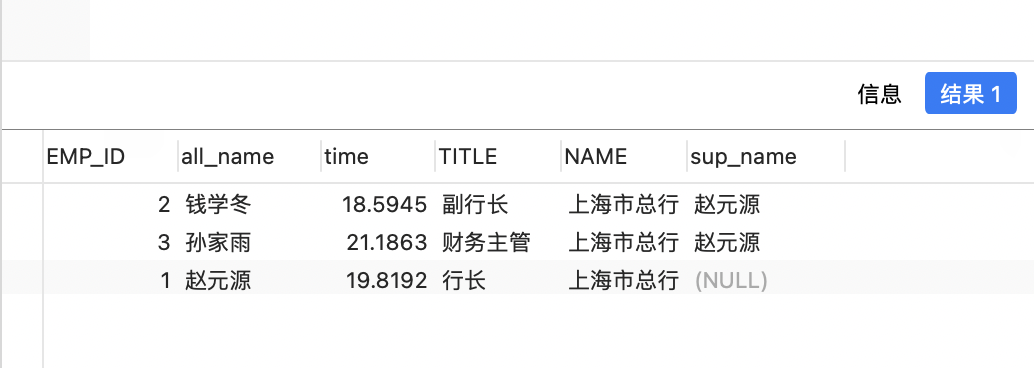 信息 结果 1
EMP_ID all_name time TITLE NAME sup_name
2 钱学冬 18.5945 副行长 上海市总行 赵元源
3 孙家雨 21.1863 财务主管 上海市总行 赵元源
1 赵元源 19.8192 行长 上海市总行 (NULL)